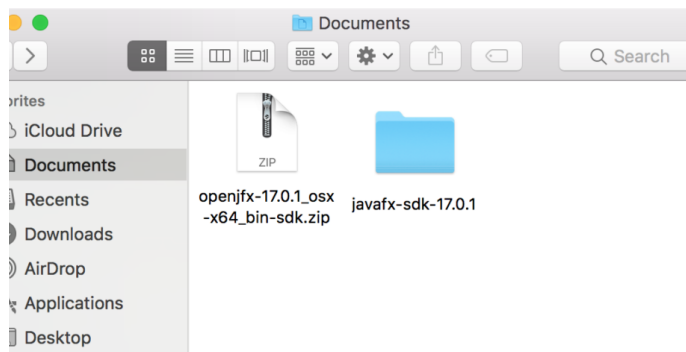 Documents
Search
orites
iCloud Drive
Documents
Recents
Downloads
AirDrop
Applications
Desktop
ZIP
openjfx-17.0.1_osx
-x64_bin-sdk.zip
javafx-sdk-17.0.1